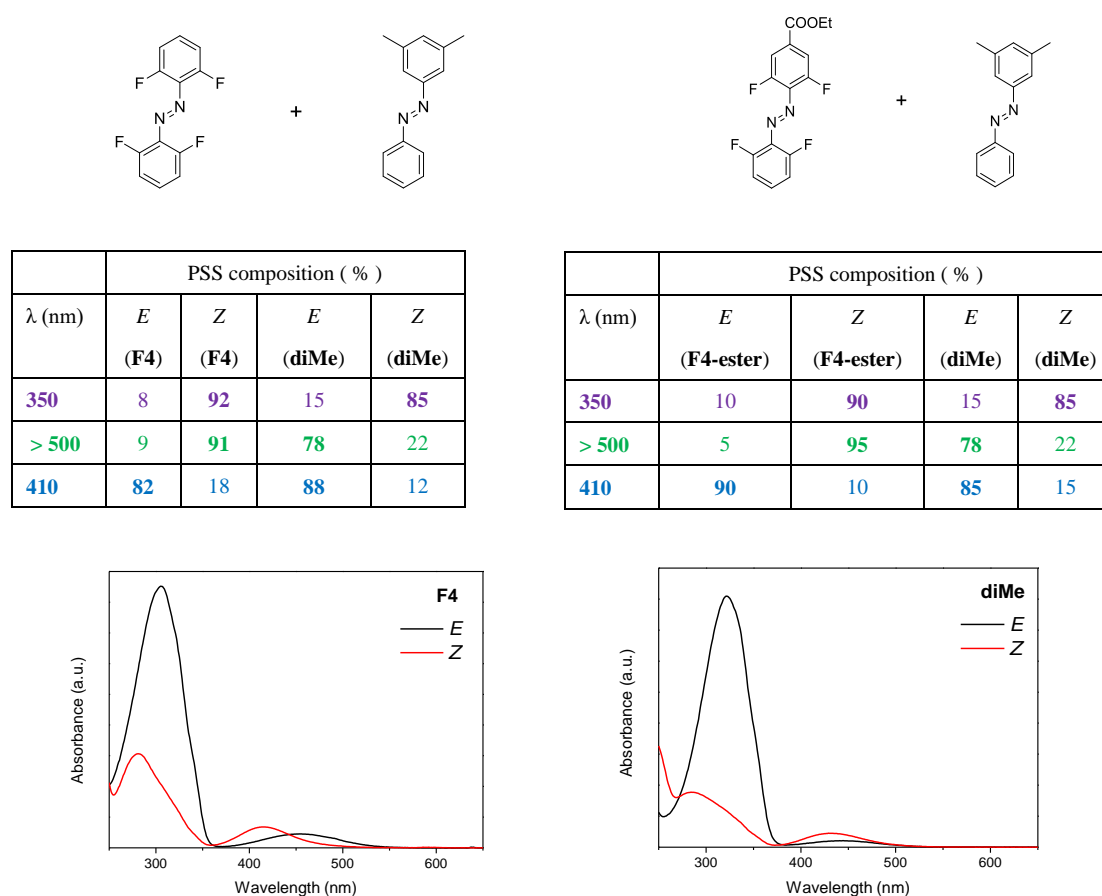 COOEt
F
F
N
N
F
F
+
N
N
F
F
N
N
F
F
+
N
N
PSS composition ( % )
λ (nm) E Z E Z
(F4) (F4) (diMe) (diMe)
350 8 92 15 85
> 500 9 91 78 22
410 82 18 88 12
PSS composition ( % )
λ (nm) E Z E Z
(F4-ester) (F4-ester) (diMe) (diMe)
350 10 90 15 85
> 500 5 95 78 22
410 90 10 85 15
F4
E
Z
Absorbance (a.u.)
300 400 500 600
Wavelength (nm)
diMe
E
Z
Absorbance (a.u.)
300 400 500 600
Wavelength (nm)